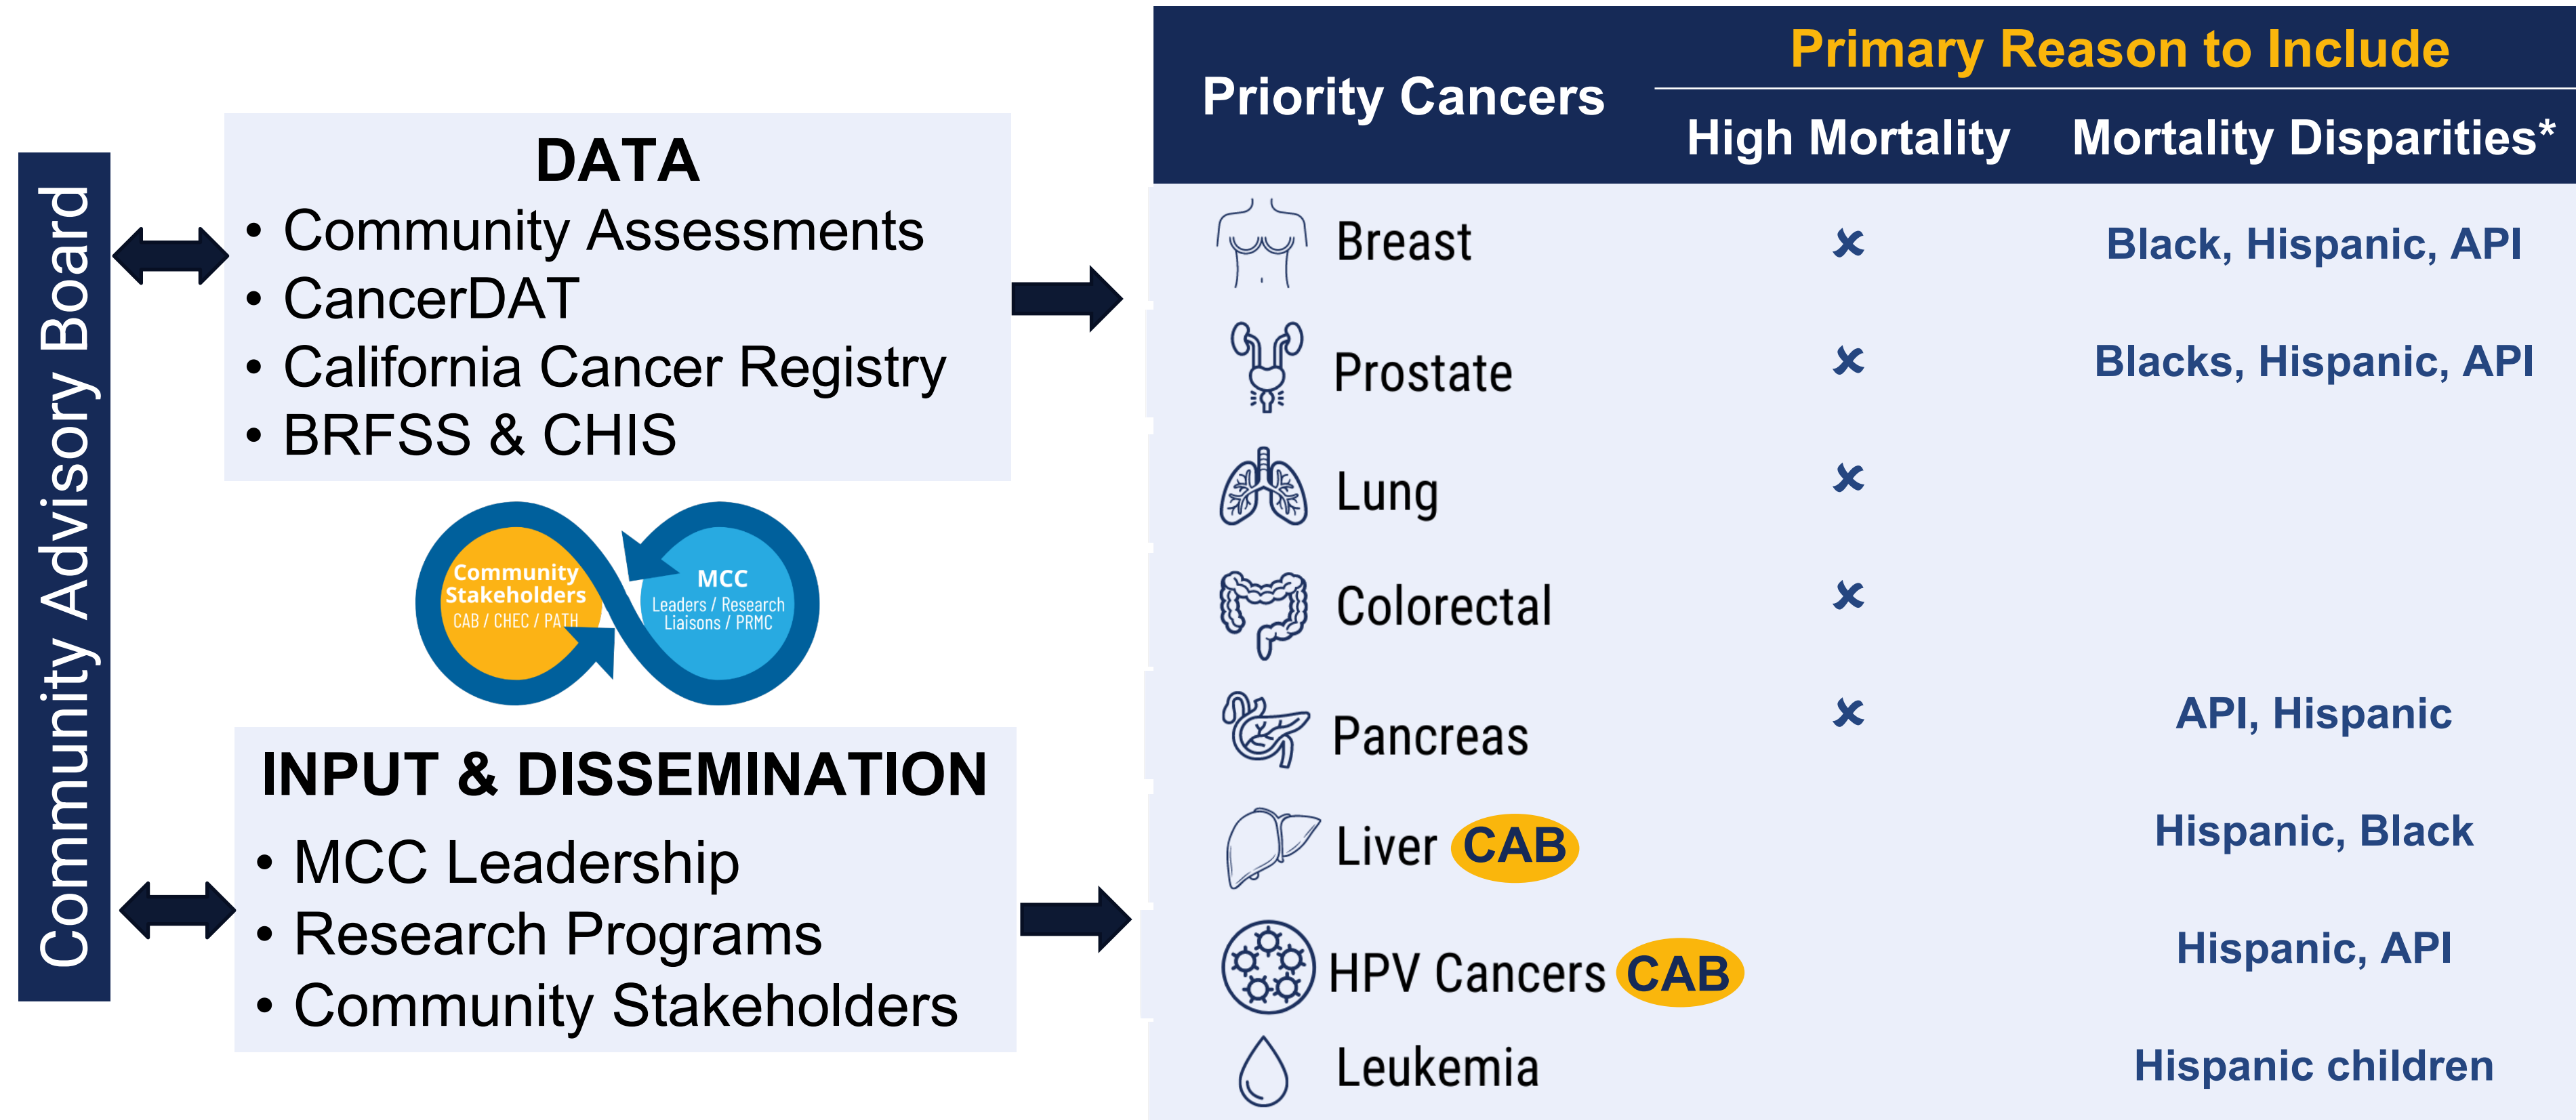 Community Advisory Board
DATA
• Community Assessments
• CancerDAT
• California Cancer Registry
• BRFSS & CHIS
Community
Stakeholders
CAB / CHEC / PATH
MCC
Leaders / Research
Liaisons / PRMC
INPUT & DISSEMINATION
• MCC Leadership
• Research Programs
• Community Stakeholders
Priority Cancers
Primary Reason to Include
High Mortality Mortality Disparities*
Breast ✘ Black, Hispanic, API
Prostate ✘ Blacks, Hispanic, API
Lung ✘
Colorectal ✘
Pancreas ✘ API, Hispanic
Liver CAB Hispanic, Black
HPV Cancers CAB Hispanic, API
Leukemia Hispanic children